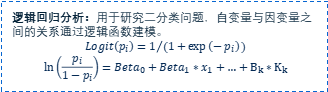 逻辑回归分析：用于研究二分类问题，自变量与因变量之
间的关系通过逻辑函数建模。
Logit(pᵢ) = 1/(1 + exp(−pᵢ))
ln(pᵢ/(1−pᵢ)) = Beta₀ + Beta₁ * x₁ + … + Bₖ * Kₖ